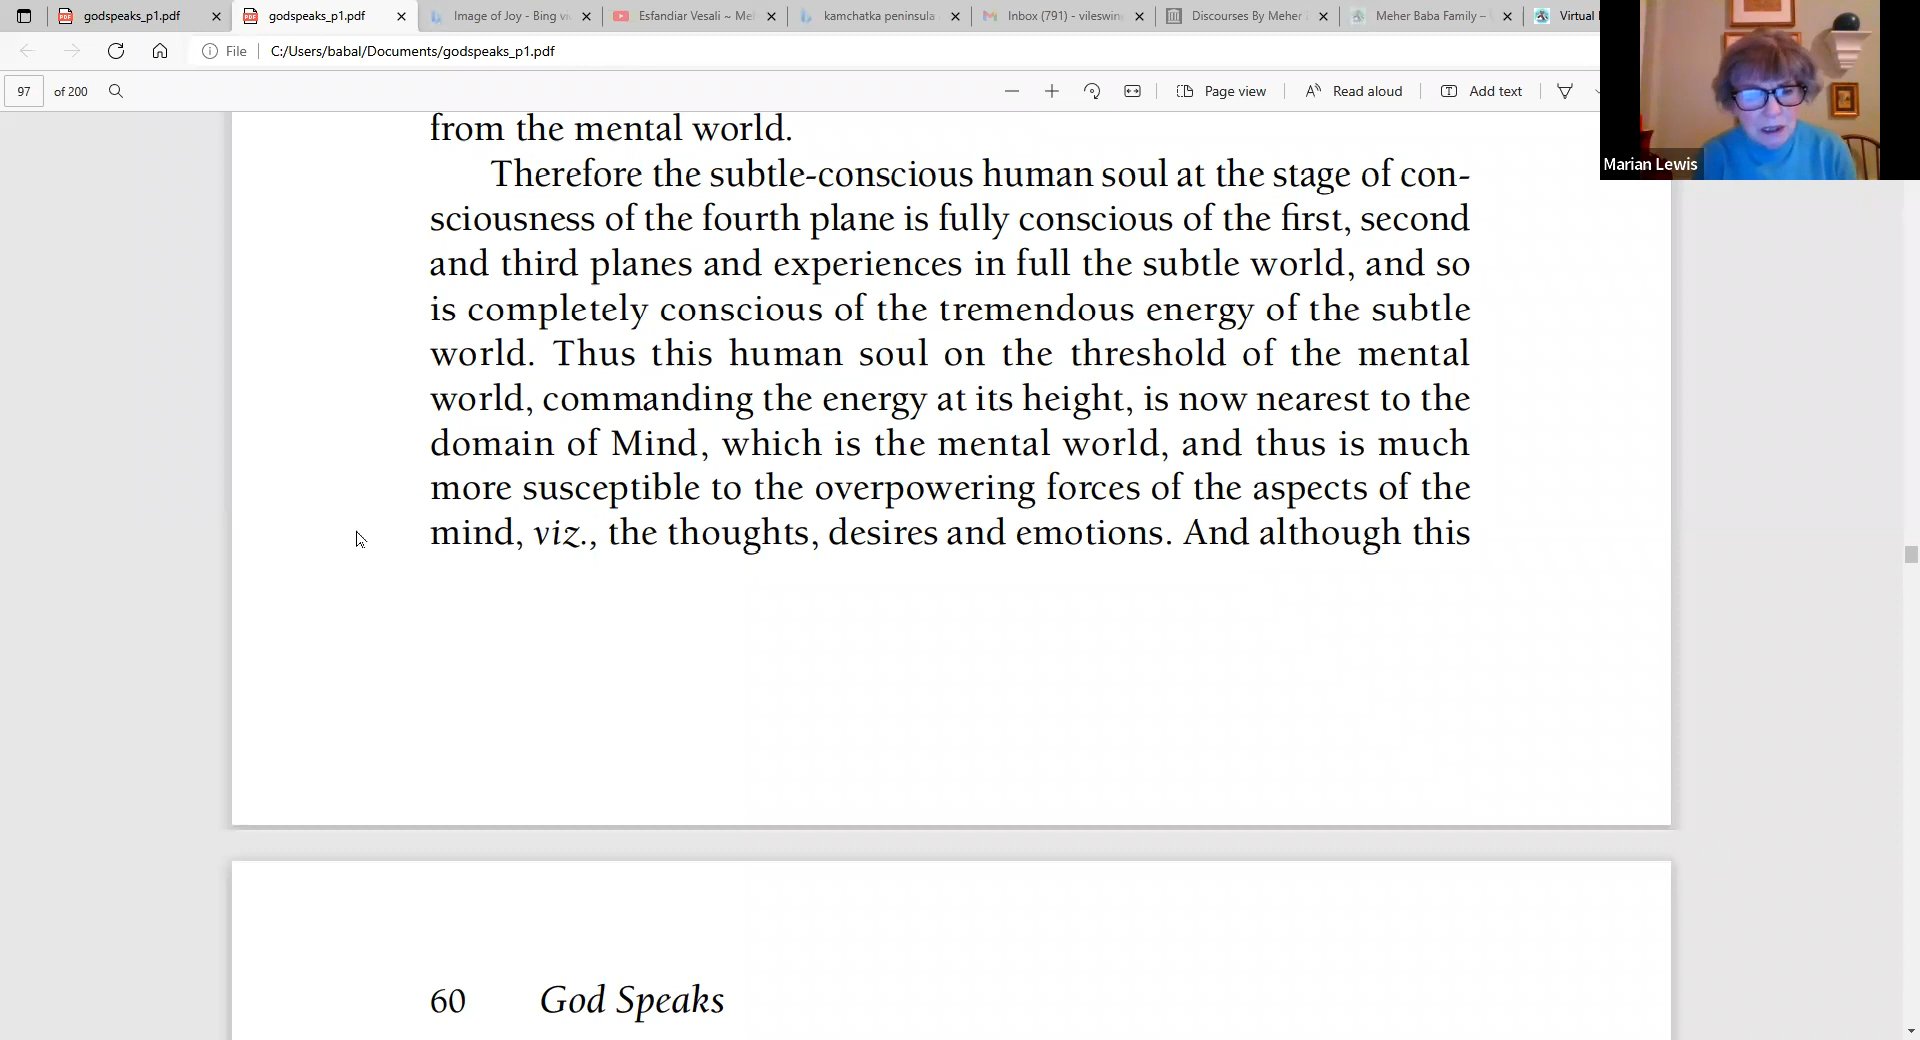 godspeaks_p1.pdf
godspeaks_p1.pdf
Image of Joy - Bing vi
Esfandiar Vesali ~ Me
kamchatka peninsula
Inbox (791) - vileswin
Discourses By Meher
Meher Baba Family –
Virtual
File
C:/Users/babal/Documents/godspeaks_p1.pdf
97 of 200
Page view
Read aloud
Add text
Marian Lewis
from the mental world.
Therefore the subtle-conscious human soul at the stage of con-
sciousness of the fourth plane is fully conscious of the first, second
and third planes and experiences in full the subtle world, and so
is completely conscious of the tremendous energy of the subtle
world. Thus this human soul on the threshold of the mental
world, commanding the energy at its height, is now nearest to the
domain of Mind, which is the mental world, and thus is much
more susceptible to the overpowering forces of the aspects of the
mind, viz., the thoughts, desires and emotions. And although this
60 God Speaks